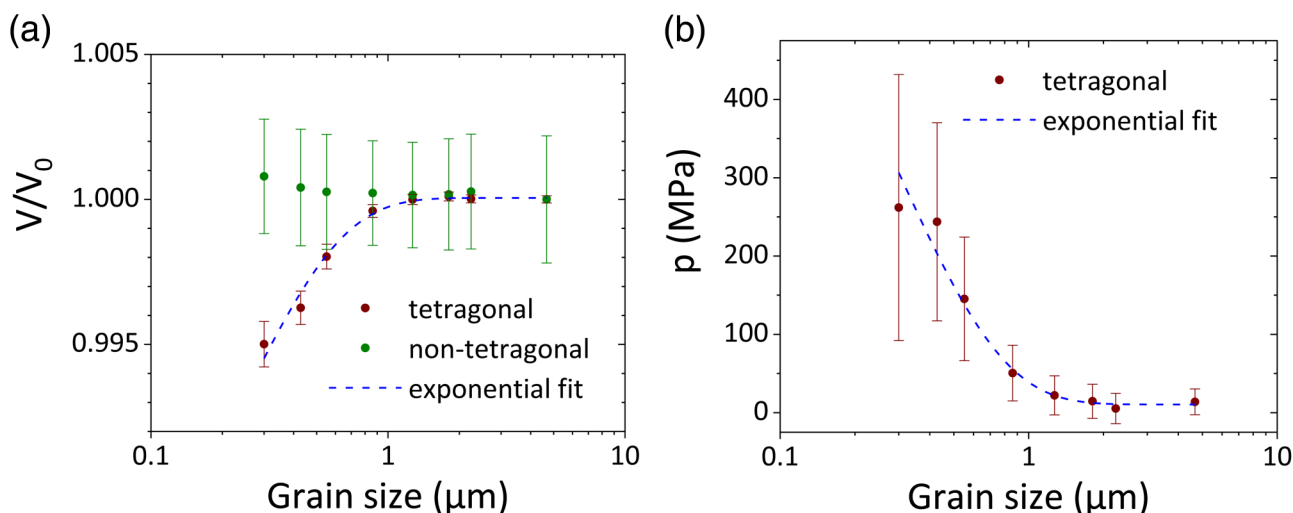 (a)
1.005
1.000
0.995
V/V0
tetragonal
non-tetragonal
exponential fit
0.1
1
10
Grain size (μm)
(b)
400
300
200
100
0
p (MPa)
tetragonal
exponential fit
0.1
1
10
Grain size (μm)